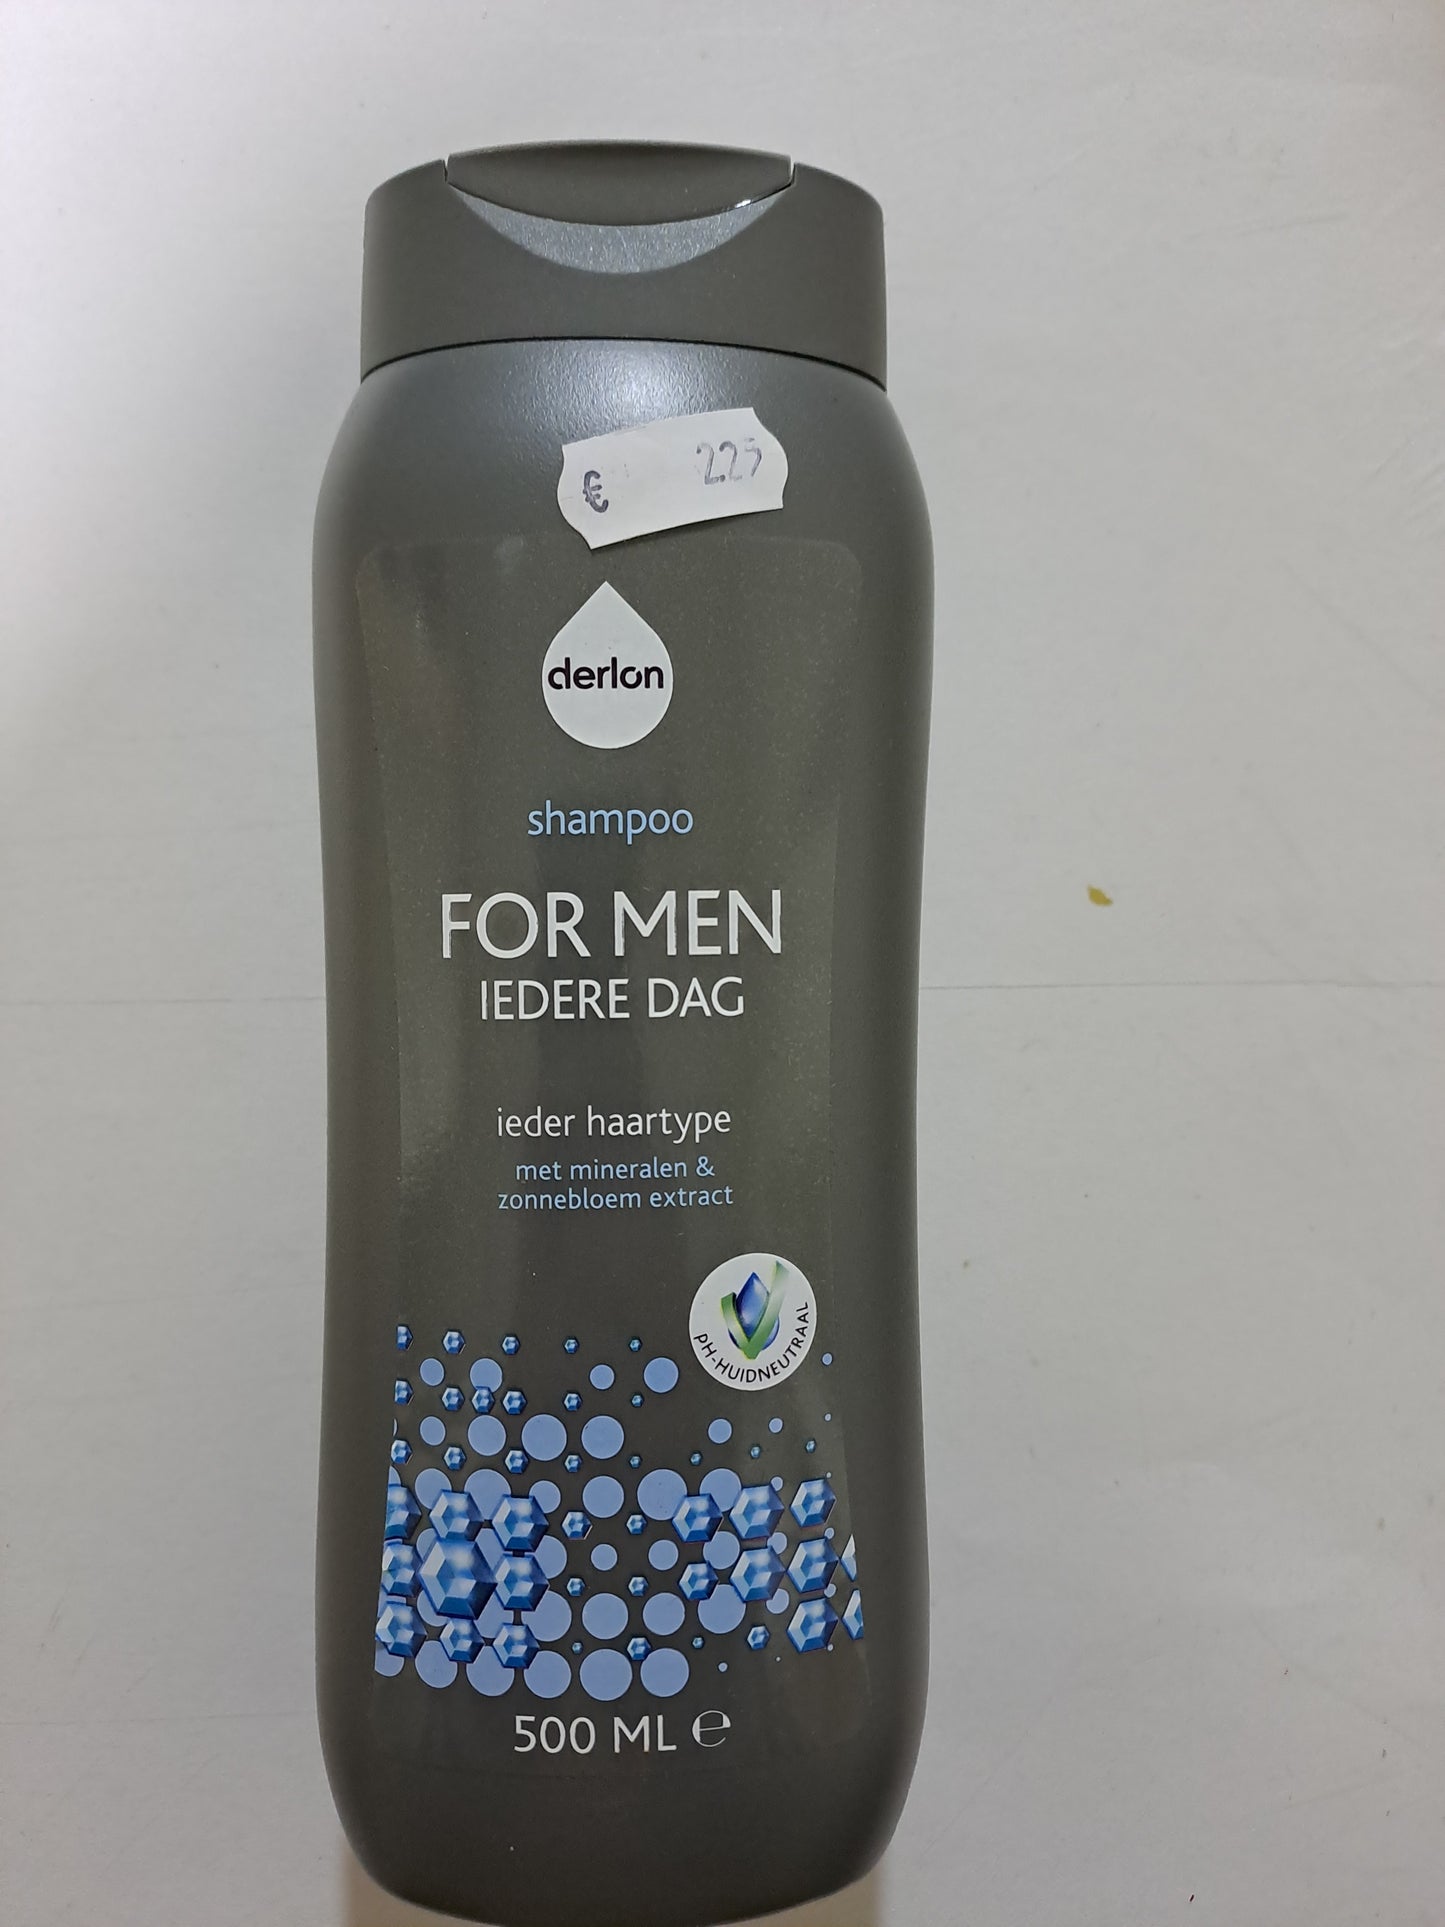 € 2.25
derlon
shampoo
FOR MEN
IEDERE DAG
ieder haartype
met mineralen &
zonnebloem extract
PH-HUIDNEUTRAAL
500 ML ℮